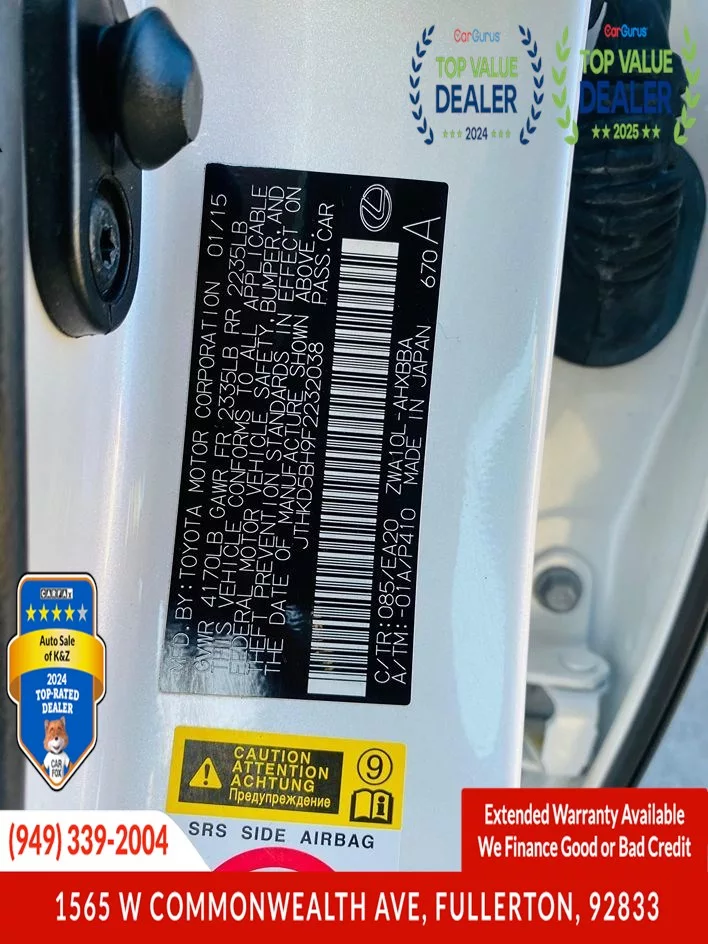 CarGurus
TOP VALUE
DEALER
★★★ 2024 ★★★
CarGurus
TOP VALUE
DEALER
★★ 2025 ★★
MFD. BY: TOYOTA MOTOR CORPORATION 01/15
GVWR 4170LB GAWR FR 2335LB RR 2235LB
THIS VEHICLE CONFORMS TO ALL APPLICABLE
FEDERAL MOTOR VEHICLE SAFETY, BUMPER, AND
THEFT PREVENTION STANDARDS IN EFFECT ON
THE DATE OF MANUFACTURE SHOWN ABOVE.
JTHKD5BH9F2232038 PASS. CAR
C/TR: 085/EA20 ZWA10L-AHXBBA 670 A
A/TM: -01A/P410 MADE IN JAPAN
CARFAX
Auto Sale
of K&Z
2024
TOP-RATED
DEALER
CAR
FOX
CAUTION
ATTENTION
ACHTUNG
Предупреждение
9
SRS SIDE AIRBAG
(949) 339-2004
Extended Warranty Available
We Finance Good or Bad Credit
1565 W COMMONWEALTH AVE, FULLERTON, 92833